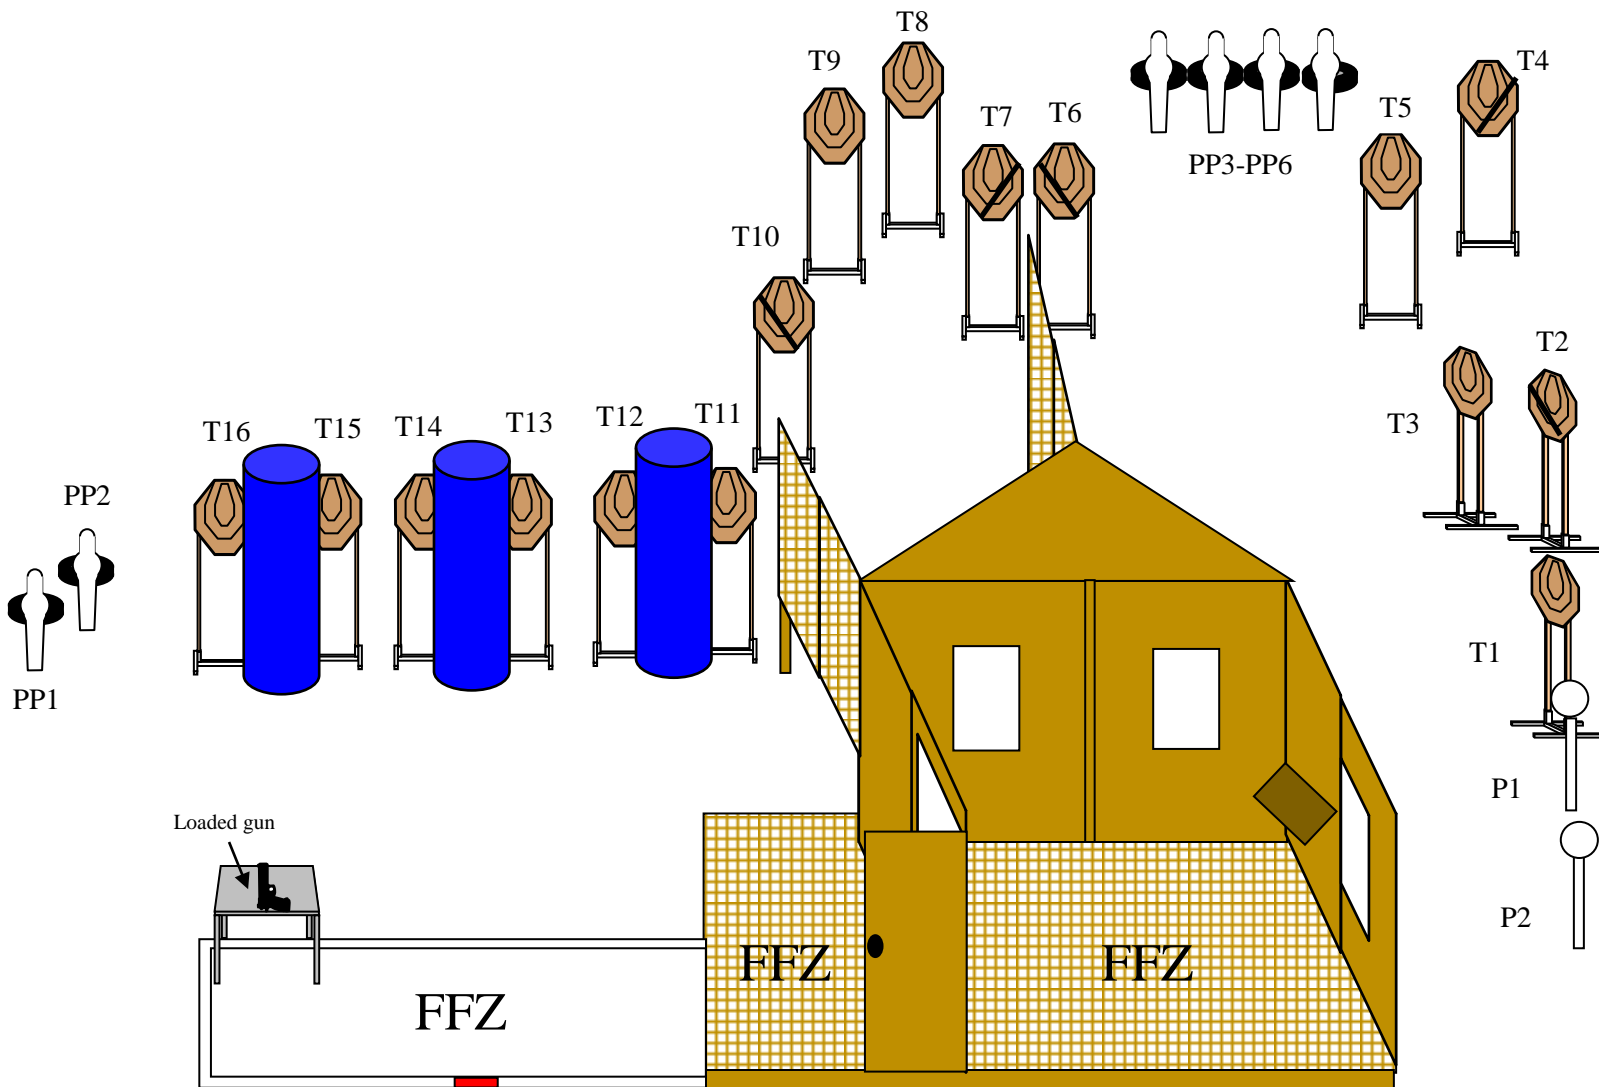 T8
T9
T4
T7
T6
T5
PP3-PP6
T10
T2
T3
T16
T15
T14
T13
T12
T11
PP2
PP1
T1
P1
Loaded gun
P2
FFZ
FFZ
FFZ